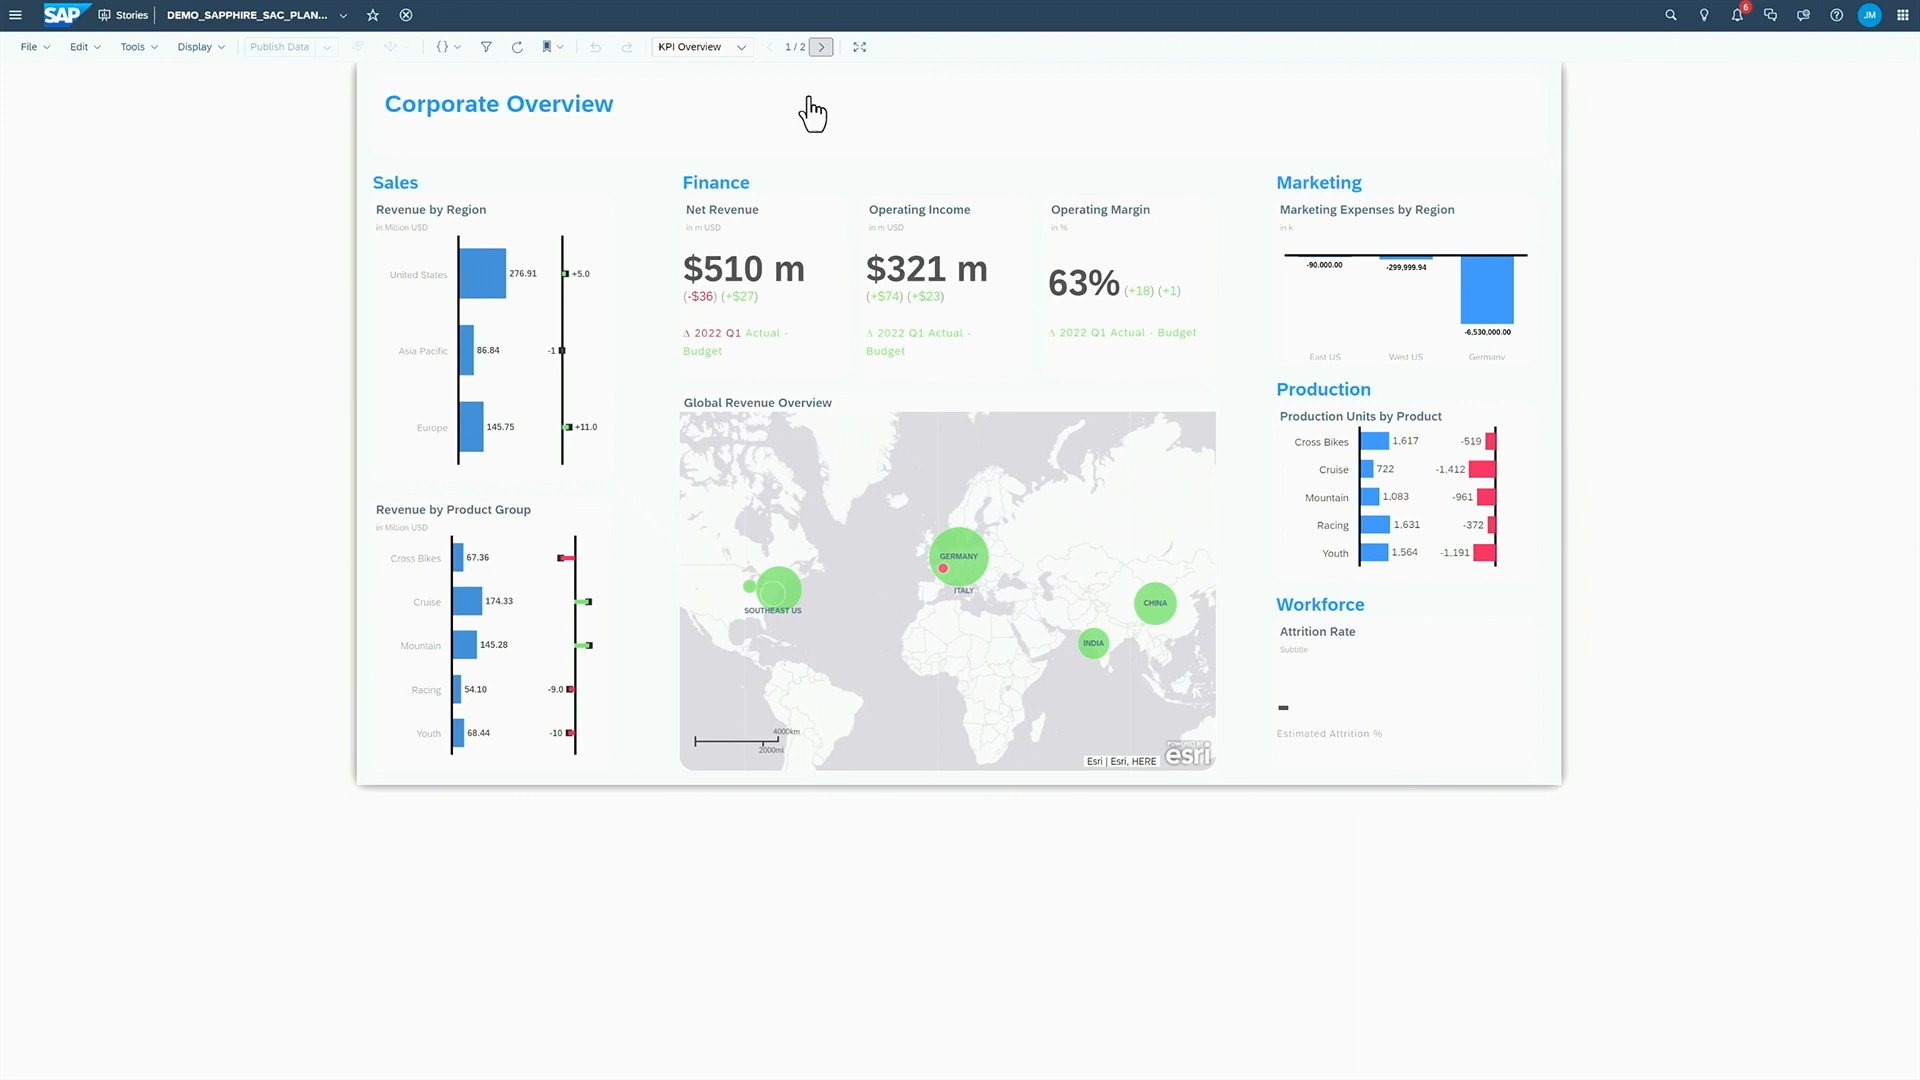 SAP Stories DEMO_SAPPHIRE_SAC_PLAN... 6 JM
File Edit Tools Display Publish Data {} KPI Overview 1 / 2
Corporate Overview
Sales
Revenue by Region
in Million USD
United States 276.91 +5.0
Asia Pacific 86.84 -1
Europe 145.75 +11.0
Revenue by Product Group
in Million USD
Cross Bikes 67.36
Cruise 174.33
Mountain 145.28
Racing 54.10 -9.0
Youth 68.44 -10
Finance
Net Revenue
in m USD
$510 m
(-$36) (+$27)
Δ 2022 Q1 Actual -
Budget
Operating Income
in m USD
$321 m
(+$74) (+$23)
Δ 2022 Q1 Actual -
Budget
Operating Margin
in %
63% (+18) (+1)
Δ 2022 Q1 Actual - Budget
Global Revenue Overview
GERMANY
ITALY
SOUTHEAST US
CHINA
INDIA
4000km
2000mi
Esri | Esri, HERE
POWERED BY
esri
Marketing
Marketing Expenses by Region
in k
-90,000.00 -299,999.94 -6,530,000.00
East US West US Germany
Production
Production Units by Product
Cross Bikes 1,617 -519
Cruise 722 -1,412
Mountain 1,083 -961
Racing 1,631 -372
Youth 1,564 -1,191
Workforce
Attrition Rate
Subtitle
-
Estimated Attrition %